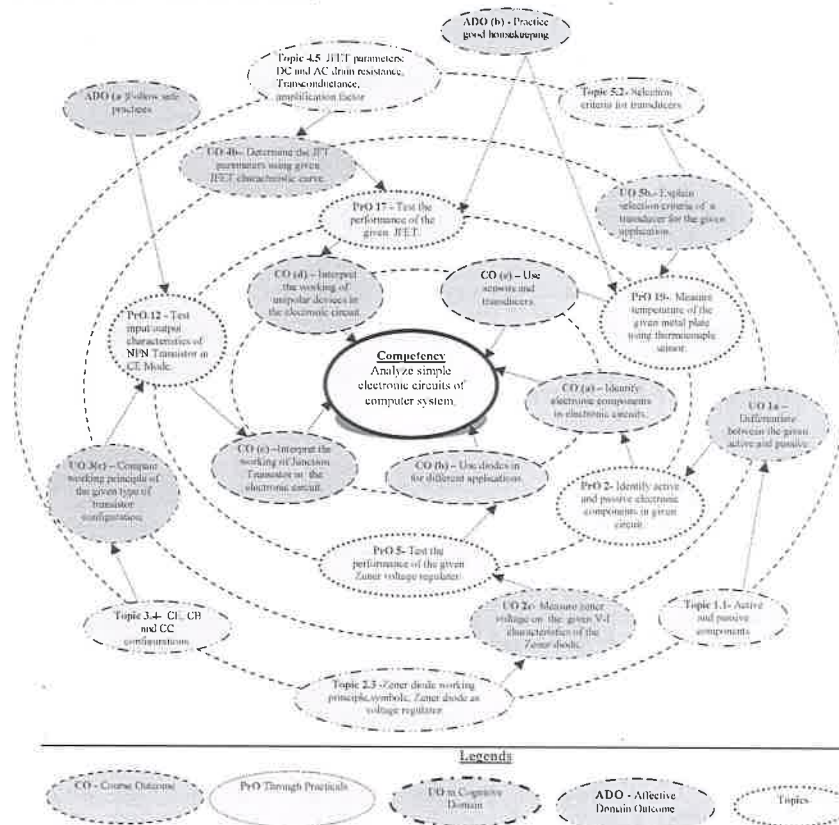 ADO (b) - Practice
good housekeeping
Topic 4.5 JFET parameters:
DC and AC drain resistance,
Transconductance,
amplification factor
ADO (a )Follow safe
practices
Topic 5.2- Selection
criteria for transducers
UO 4b– Determine the JFT
parameters using given
JFET characteristic curve.
UO 5b.– Explain
selection criteria of a
transducer for the given
application.
PrO 17 - Test the
performance of the
given JFET.
CO (d) – Interpret
the working of
unipolar devices in
the electronic circuit.
CO (e) – Use
sensors and
transducers.
PrO 19-. Measure
temperature of the
given metal plate
using thermocouple
sensor.
PrO.12 - Test
input output
characteristics of
NPN Transistor in
CE Mode.
Competency
Analyze simple
electronic circuits of
computer system.
CO (a) – Identify
electronic components
in electronic circuits.
UO 1a –
Differentiate
between the given
active and passive
CO (c) –Interpret the
working of Junction
Transistor in the
electronic circuit.
CO (b) – Use diodes in
for different applications.
UO 3(c) – Compare
working principle of
the given type of
transistor
configuration.
PrO 2- Identify active
and passive electronic
components in given
circuit.
PrO 5- Test the
performance of the given
Zener voltage regulator.
UO 2c- Measure zener
voltage on the given V-I
characteristics of the
Zener diode.
Topic 3.4– CE, CB
and CC
configurations
Topic 1.1- Active
and passive
components
Topic 2.3 -Zener diode working
principle,symbols, Zener diode as
voltage regulator
Legends
CO - Course Outcome
PrO Through Practicals
UO in Cognitive
Domain
ADO - Affective
Domain Outcome
Topics